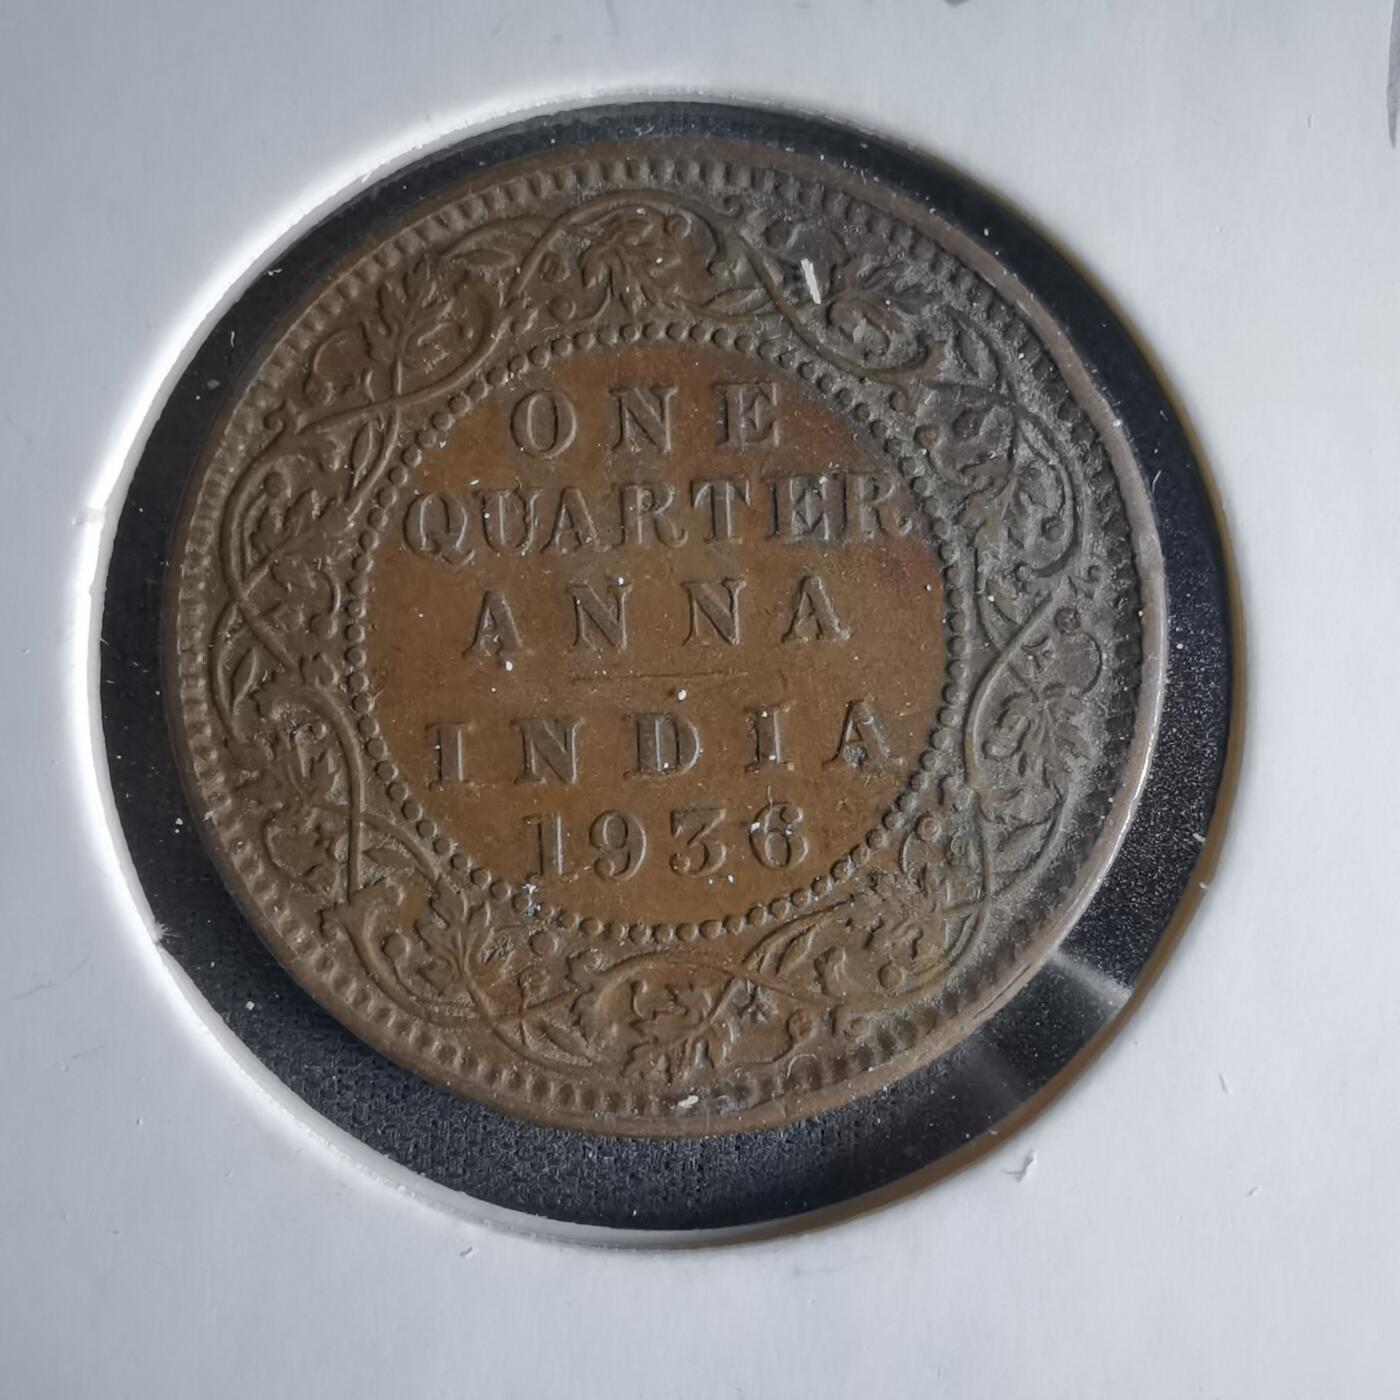 ONE
QUARTER
ANNA
INDIA
1936